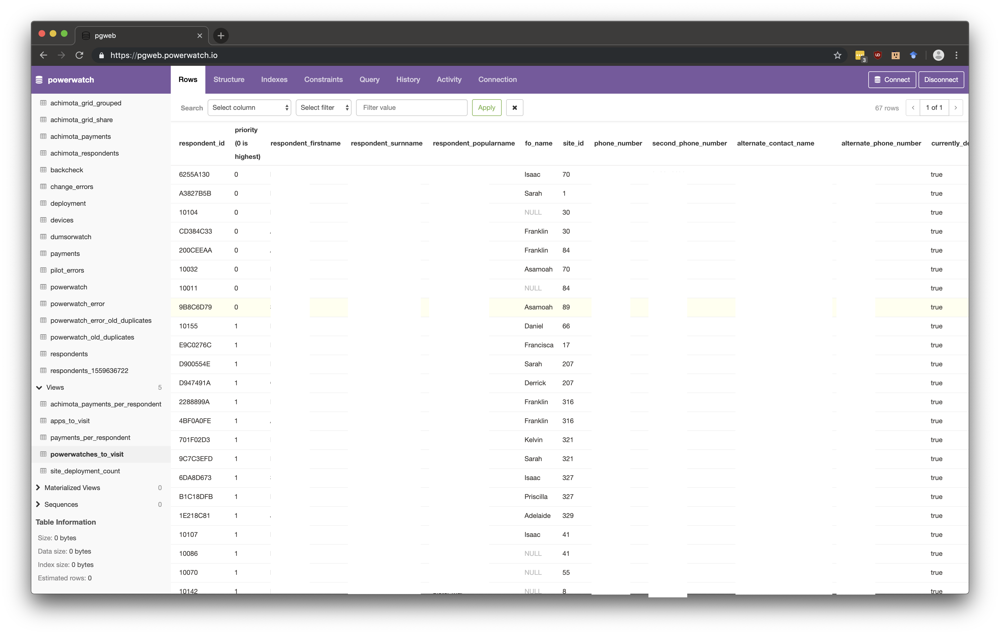 pgweb
https://pgweb.powerwatch.io
3
powerwatch
Rows Structure Indexes Constraints Query History Activity Connection Connect Disconnect
Search Select column Select filter Filter value Apply 67 rows 1 of 1
achimota_grid_grouped
achimota_grid_share
achimota_payments
achimota_respondents
backcheck
change_errors
deployment
devices
dumsorwatch
payments
pilot_errors
powerwatch
powerwatch_error
powerwatch_error_old_duplicates
powerwatch_old_duplicates
respondents
respondents_1559636722
Views 5
achimota_payments_per_respondent
apps_to_visit
payments_per_respondent
powerwatches_to_visit
site_deployment_count
Materialized Views 0
Sequences 0
Table Information
Size: 0 bytes
Data size: 0 bytes
Index size: 0 bytes
Estimated rows: 0
respondent_id priority (0 is highest) respondent_firstname respondent_surnname respondent_popularname fo_name site_id phone_number second_phone_number alternate_contact_name alternate_phone_number currently_de
6255A130 0 Isaac 70 true
A3827B5B 0 Sarah 1 true
10104 0 NULL 30 true
CD384C33 0 Franklin 30 true
200CEEAA 0 Franklin 84 true
10032 0 Asamoah 70 true
10011 0 NULL 84 true
9B8C6D79 0 Asamoah 89 true
10155 1 Daniel 66 true
E9C0276C 1 Francisca 17 true
D900554E 1 Sarah 207 true
D947491A 1 Derrick 207 true
2288899A 1 Franklin 316 true
4BF0A0FE 1 Franklin 316 true
701F02D3 1 Kelvin 321 true
9C7C3EFD 1 Sarah 321 true
6DA8D673 1 Isaac 327 true
B1C18DFB 1 Priscilla 327 true
1E218C81 1 Adelaide 329 true
10107 1 Isaac 41 true
10086 1 NULL 41 true
10070 1 NULL 55 true
10142 1 NULL 8 true